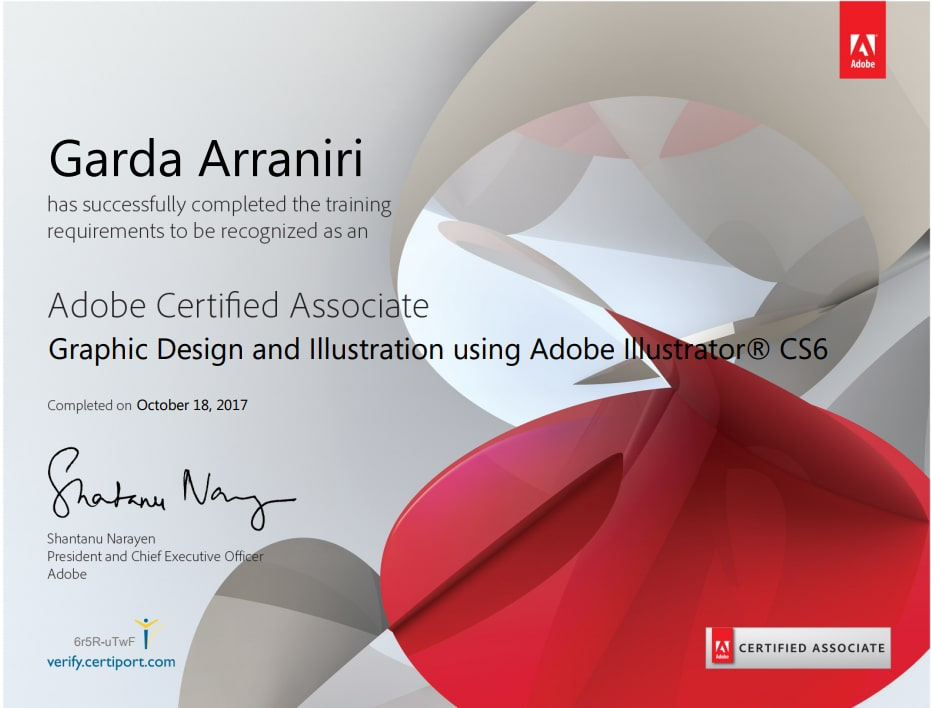 Adobe
Garda Arraniri
has successfully completed the training
requirements to be recognized as an
Adobe Certified Associate
Graphic Design and Illustration using Adobe Illustrator® CS6
Completed on October 18, 2017
Shantanu Narayen
Shantanu Narayen
President and Chief Executive Officer
Adobe
6r5R-uTwF
verify.certiport.com
Adobe CERTIFIED ASSOCIATE